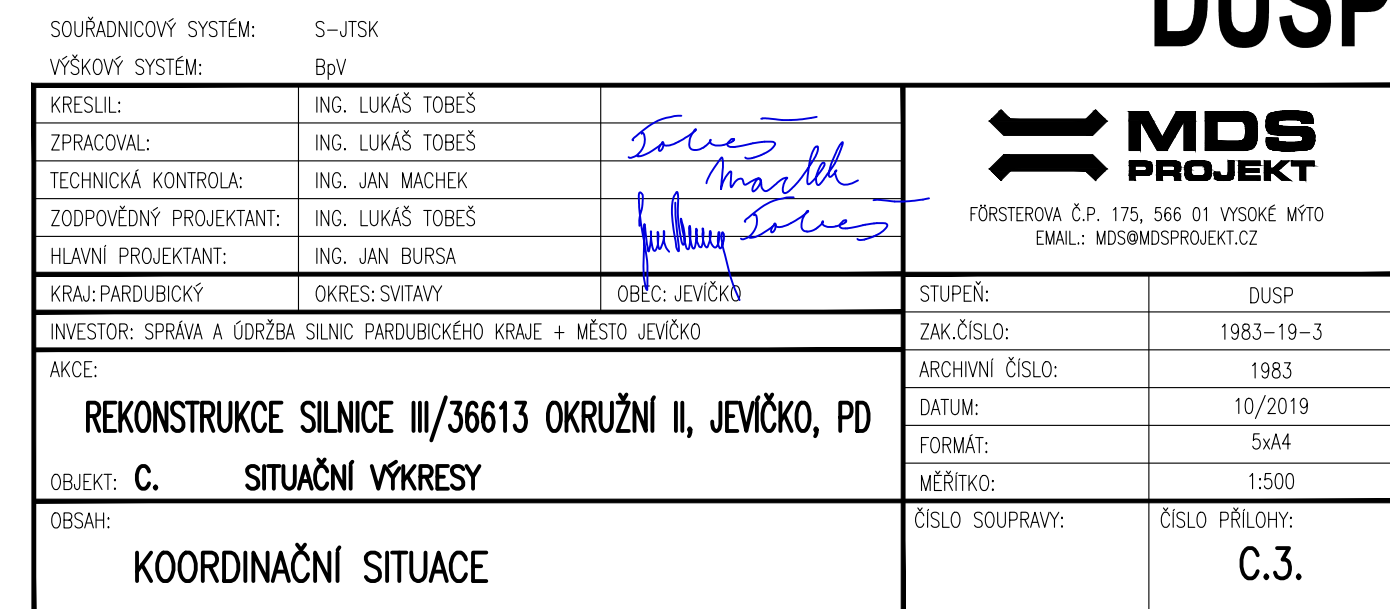 DUSP
SOUŘADNICOVÝ SYSTÉM: S-JTSK
VÝŠKOVÝ SYSTÉM: BpV
KRESLIL: ING. LUKÁŠ TOBEŠ
ZPRACOVAL: ING. LUKÁŠ TOBEŠ Tobeš
TECHNICKÁ KONTROLA: ING. JAN MACHEK Machek
ZODPOVĚDNÝ PROJEKTANT: ING. LUKÁŠ TOBEŠ Tobeš
HLAVNÍ PROJEKTANT: ING. JAN BURSA
MDS
PROJEKT
FÖRSTEROVA Č.P. 175, 566 01 VYSOKÉ MÝTO
EMAIL.: MDS@MDSPROJEKT.CZ
KRAJ: PARDUBICKÝ OKRES: SVITAVY OBEC: JEVÍČKO
INVESTOR: SPRÁVA A ÚDRŽBA SILNIC PARDUBICKÉHO KRAJE + MĚSTO JEVÍČKO
AKCE:
REKONSTRUKCE SILNICE III/36613 OKRUŽNÍ II, JEVÍČKO, PD
OBJEKT: C. SITUAČNÍ VÝKRESY
OBSAH:
KOORDINAČNÍ SITUACE
STUPEŇ: DUSP
ZAK.ČÍSLO: 1983-19-3
ARCHIVNÍ ČÍSLO: 1983
DATUM: 10/2019
FORMÁT: 5xA4
MĚŘÍTKO: 1:500
ČÍSLO SOUPRAVY:
ČÍSLO PŘÍLOHY:
C.3.